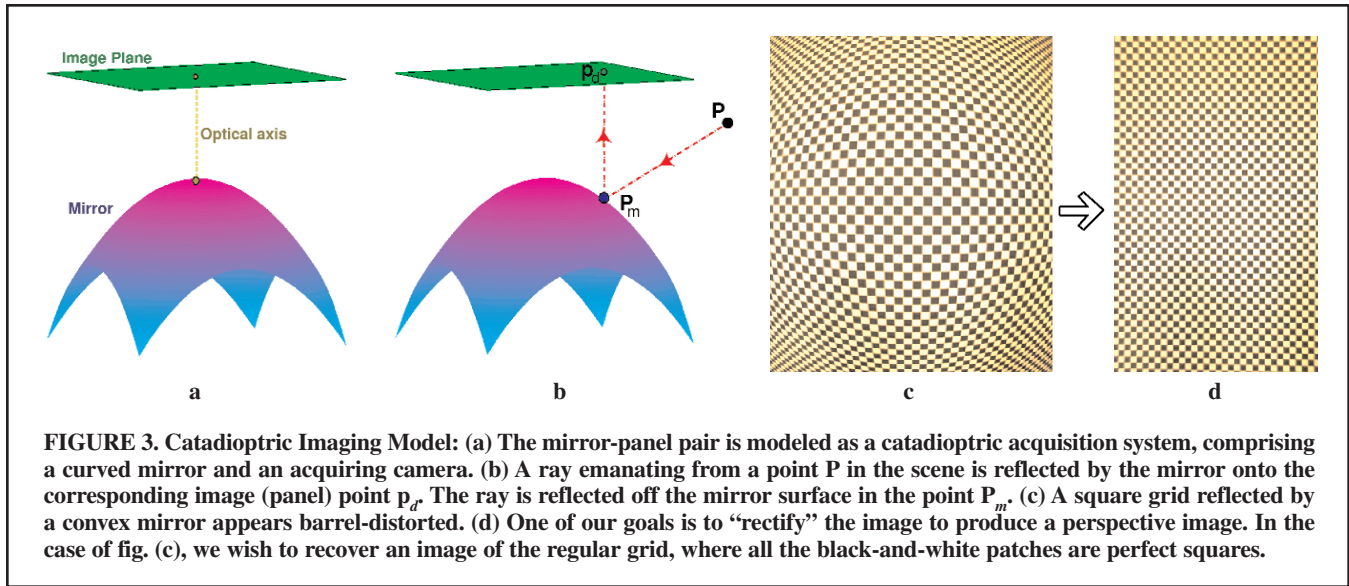 Image Plane
Optical axis
Mirror
a
p_d
P
P_m
b
c
d
FIGURE 3. Catadioptric Imaging Model: (a) The mirror-panel pair is modeled as a catadioptric acquisition system, comprising
a curved mirror and an acquiring camera. (b) A ray emanating from a point P in the scene is reflected by the mirror onto the
corresponding image (panel) point p_d. The ray is reflected off the mirror surface in the point P_m. (c) A square grid reflected by
a convex mirror appears barrel-distorted. (d) One of our goals is to “rectify” the image to produce a perspective image. In the
case of fig. (c), we wish to recover an image of the regular grid, where all the black-and-white patches are perfect squares.